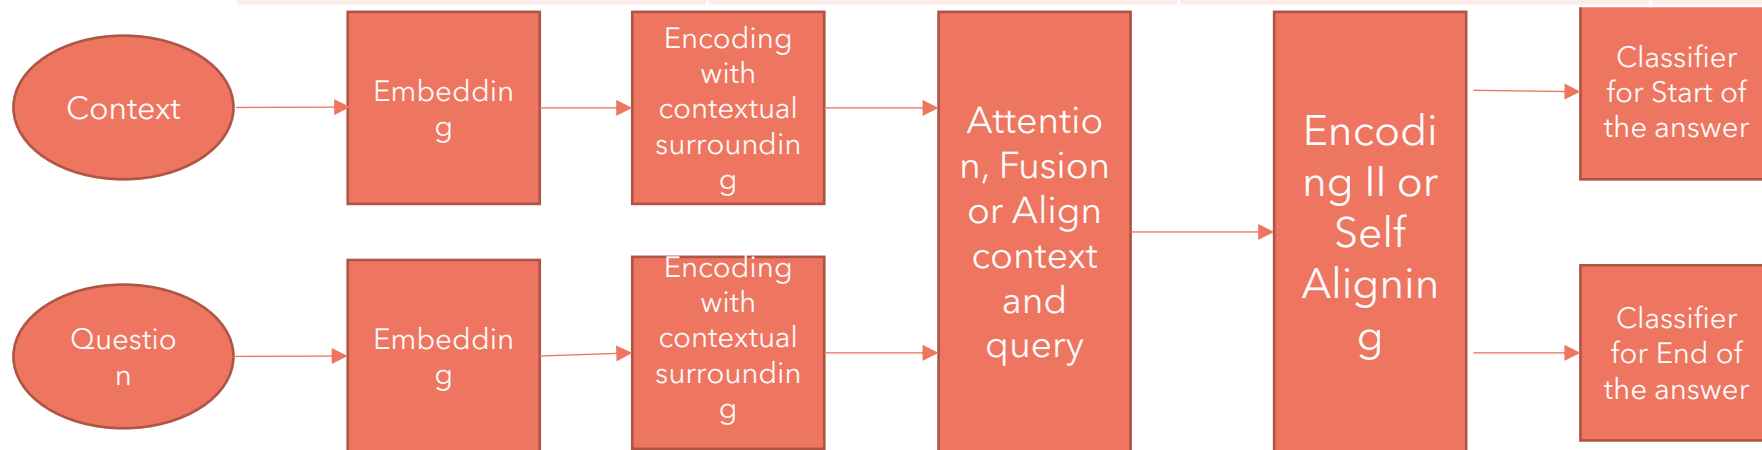 Context
Embeddin
g
Encoding
with
contextual
surroundin
g
Attentio
n, Fusion
or Align
context
and
query
Encodi
ng II or
Self
Alignin
g
Classifier
for Start of
the answer
Questio
n
Embeddin
g
Encoding
with
contextual
surroundin
g
Classifier
for End of
the answer